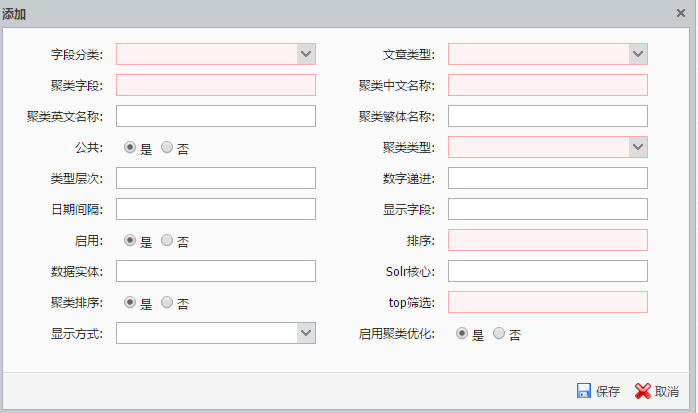 添加
字段分类: 文章类型:
聚类字段: 聚类中文名称:
聚类英文名称: 聚类繁体名称:
公共: 是 否 聚类类型:
类型层次: 数字递进:
日期间隔: 显示字段:
启用: 是 否 排序:
数据实体: Solr核心:
聚类排序: 是 否 top筛选:
显示方式: 启用聚类优化: 是 否
保存 取消